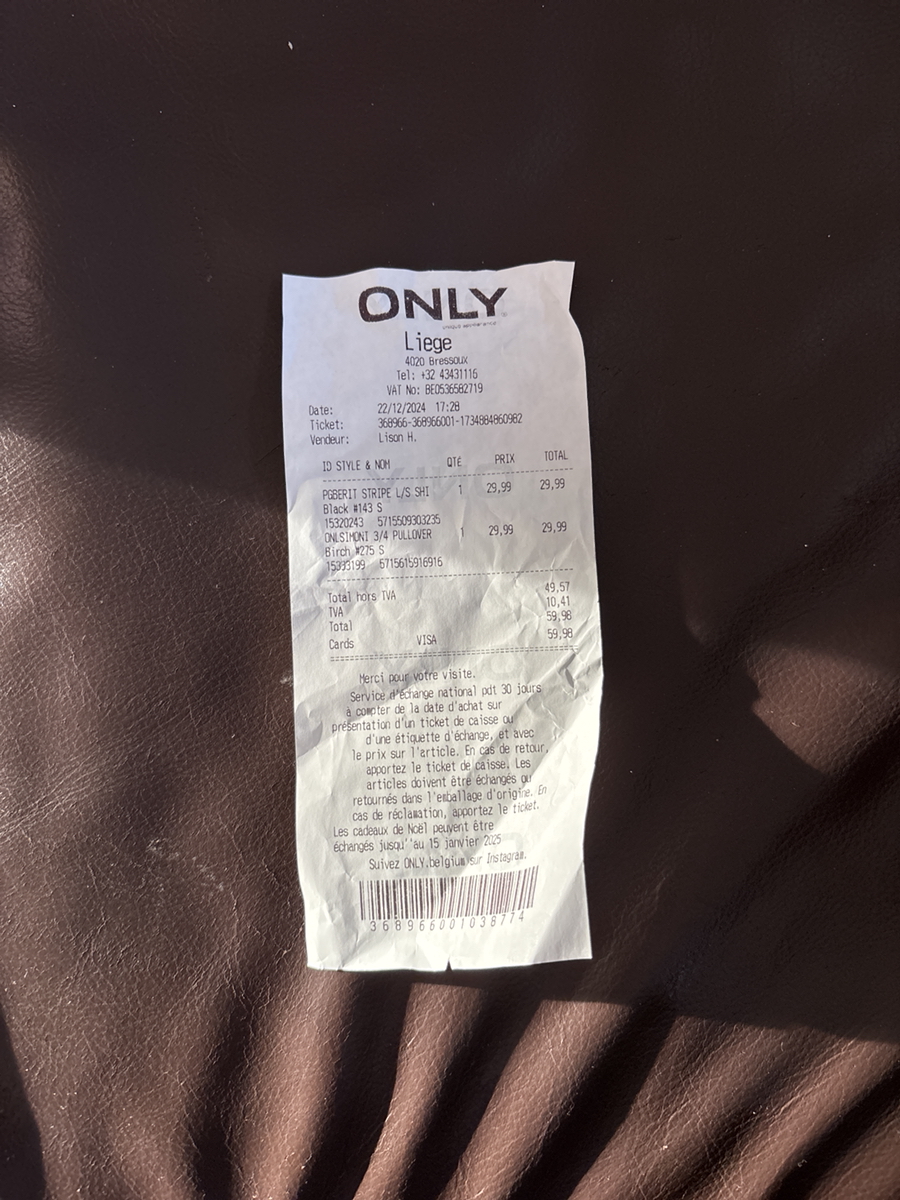 ONLY
Liege
4020 Bressoux
Tel: +32 43431116
VAT No: BE0536582719
Date: 22/12/2024 17:28
Ticket: 368966-368966001-1734884860982
Vendeur: Lison H.
ID STYLE & NOM QTE PRIX TOTAL
PGBERIT STRIPE L/S SHI 1 29,99 29,99
Black #143 S
15320243 5715509303235
ONLSIMONI 3/4 PULLOVER 1 29,99 29,99
Birch #275 S
15333199 5715615916916
Total hors TVA 49,57
TVA 10,41
Total 59,98
Cards VISA 59,98
Merci pour votre visite.
Service d'échange national pdt 30 jours
à compter de la date d'achat sur
présentation d'un ticket de caisse ou
d'une étiquette d'échange, et avec
le prix sur l'article. En cas de retour,
apportez le ticket de caisse. Les
articles doivent être échangés ou
retournés dans l'emballage d'origine. En
cas de réclamation, apportez le ticket.
Les cadeaux de Noël peuvent être
échangés jusqu''au 15 janvier 2025
Suivez ONLY.belgium sur Instagram.
368966001038774